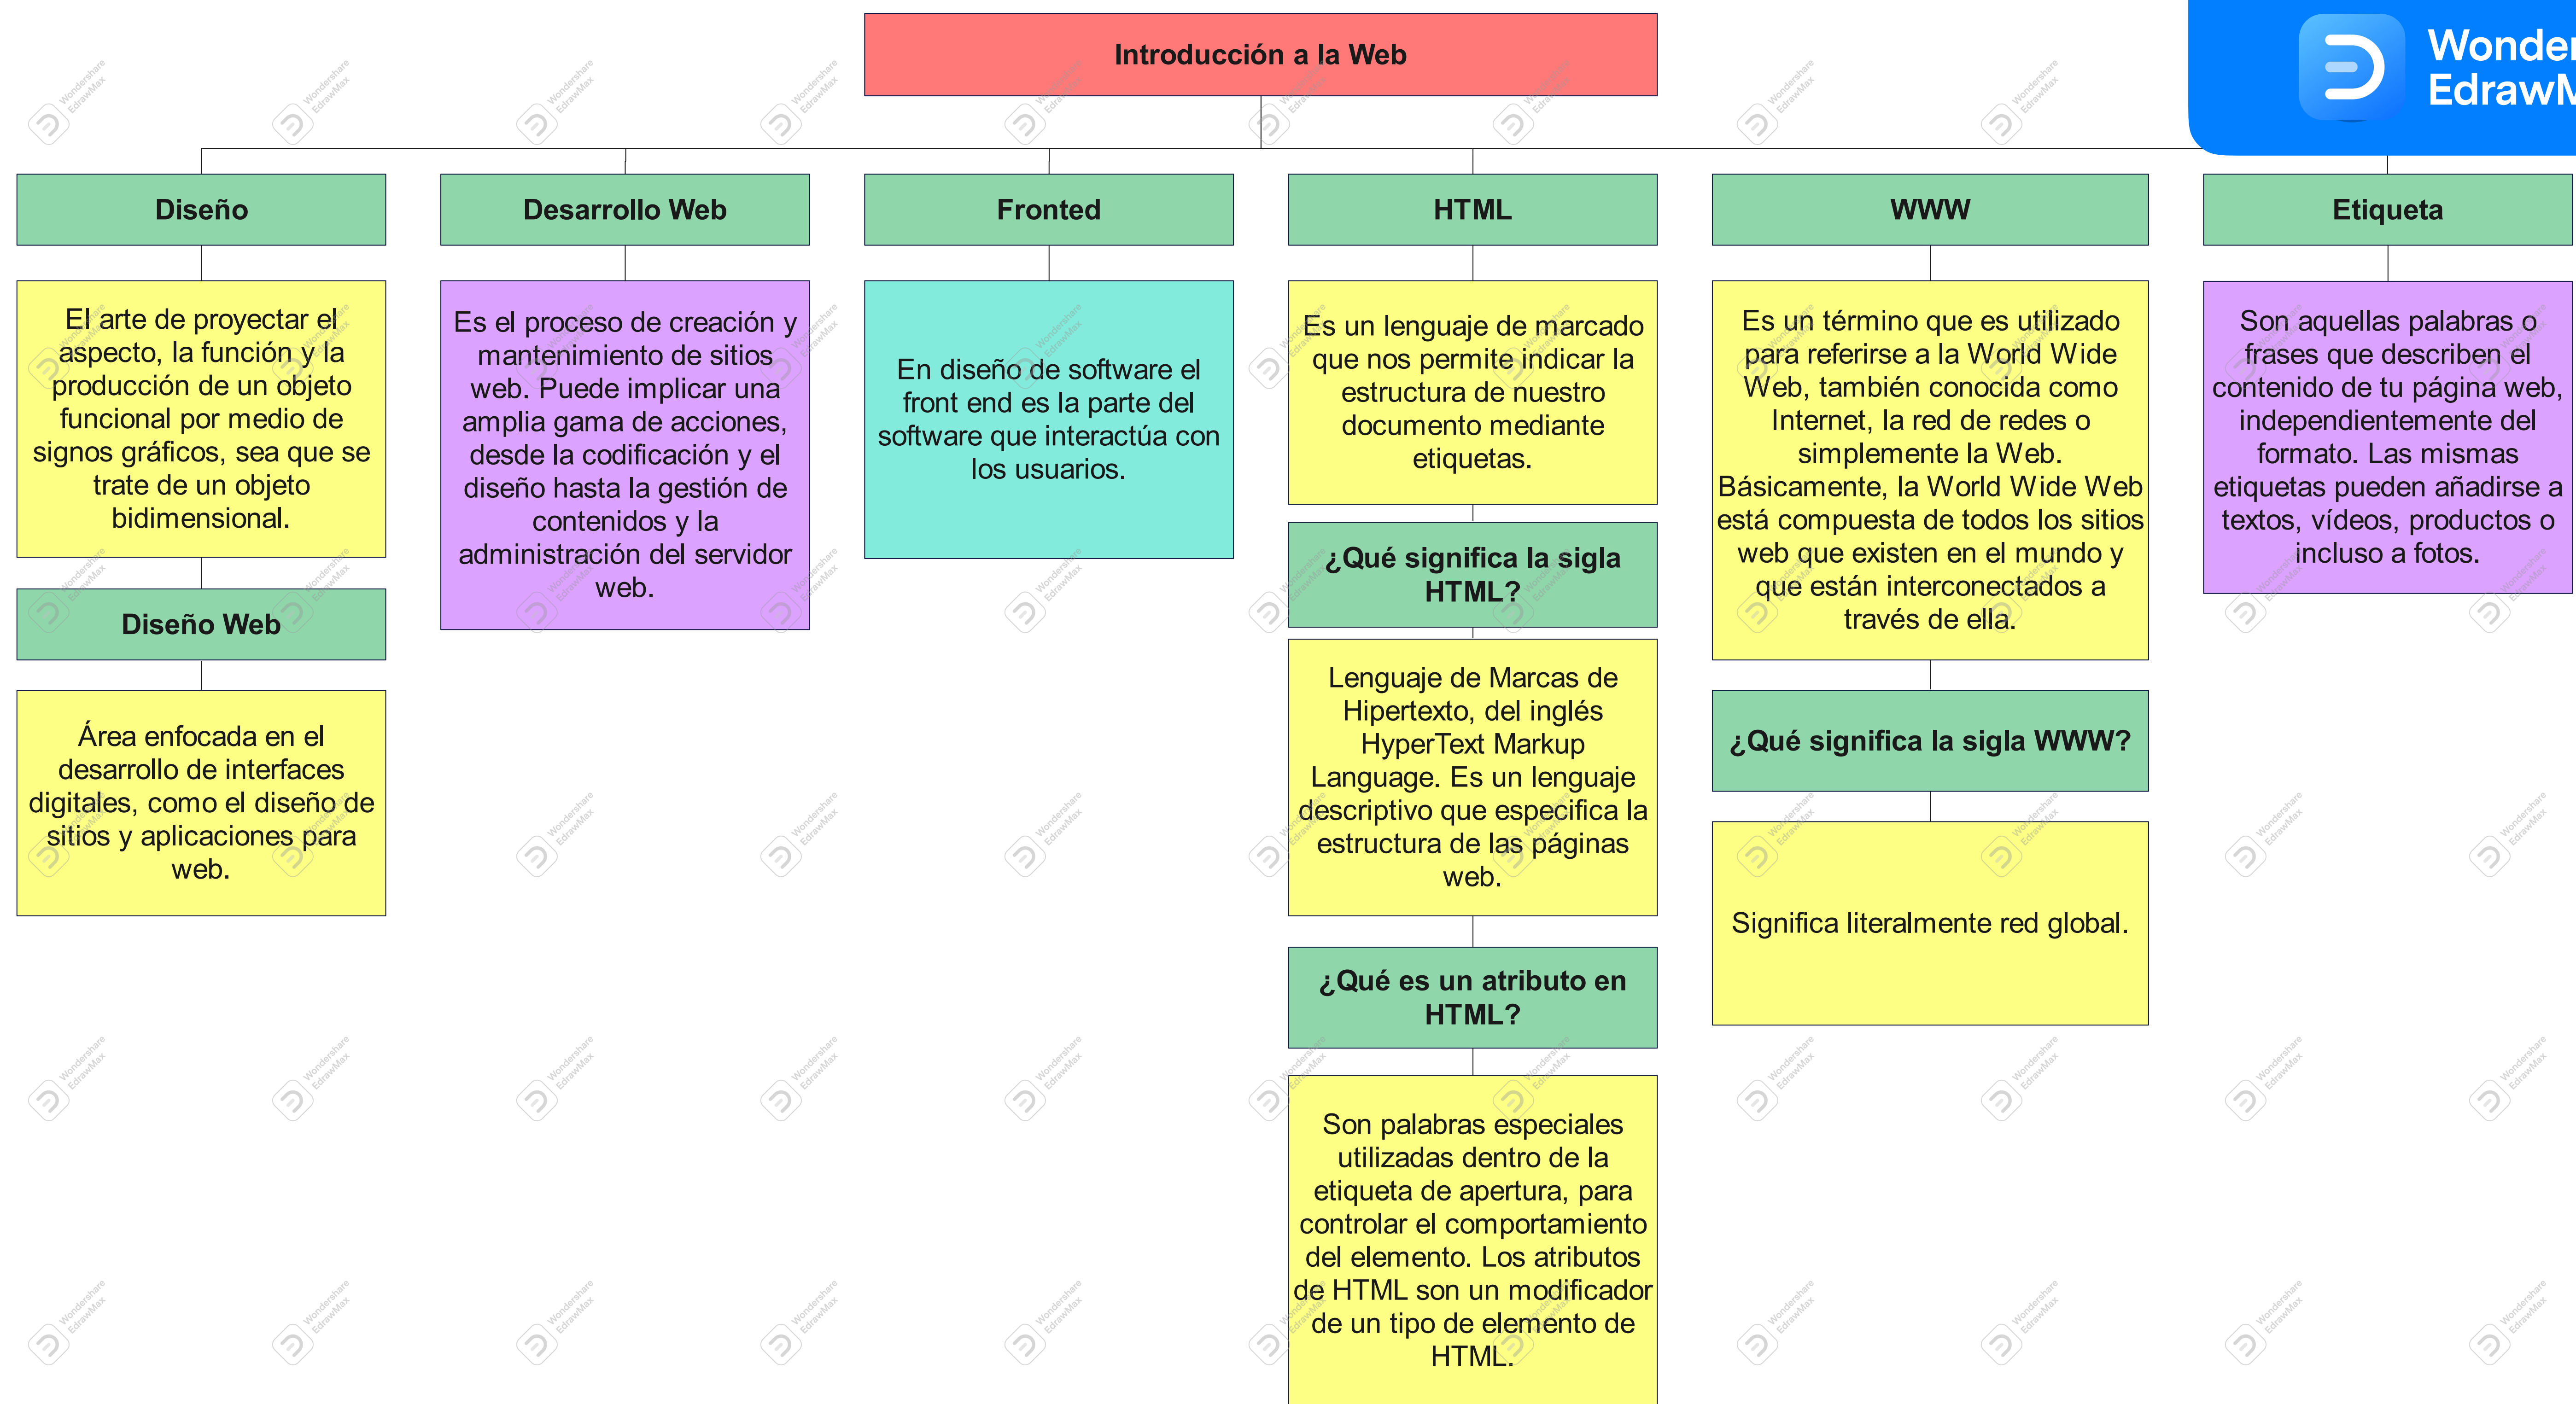 Introducción a la Web
Wonder
EdrawM
Diseño
El arte de proyectar el
aspecto, la función y la
producción de un objeto
funcional por medio de
signos gráficos, sea que se
trate de un objeto
bidimensional.
Diseño Web
Área enfocada en el
desarrollo de interfaces
digitales, como el diseño de
sitios y aplicaciones para
web.
Desarrollo Web
Es el proceso de creación y
mantenimiento de sitios
web. Puede implicar una
amplia gama de acciones,
desde la codificación y el
diseño hasta la gestión de
contenidos y la
administración del servidor
web.
Fronted
En diseño de software el
front end es la parte del
software que interactúa con
los usuarios.
HTML
Es un lenguaje de marcado
que nos permite indicar la
estructura de nuestro
documento mediante
etiquetas.
¿Qué significa la sigla
HTML?
Lenguaje de Marcas de
Hipertexto, del inglés
HyperText Markup
Language. Es un lenguaje
descriptivo que especifica la
estructura de las páginas
web.
¿Qué es un atributo en
HTML?
Son palabras especiales
utilizadas dentro de la
etiqueta de apertura, para
controlar el comportamiento
del elemento. Los atributos
de HTML son un modificador
de un tipo de elemento de
HTML.
WWW
Es un término que es utilizado
para referirse a la World Wide
Web, también conocida como
Internet, la red de redes o
simplemente la Web.
Básicamente, la World Wide Web
está compuesta de todos los sitios
web que existen en el mundo y
que están interconectados a
través de ella.
¿Qué significa la sigla WWW?
Significa literalmente red global.
Etiqueta
Son aquellas palabras o
frases que describen el
contenido de tu página web,
independientemente del
formato. Las mismas
etiquetas pueden añadirse a
textos, vídeos, productos o
incluso a fotos.
Wondershare
EdrawMax